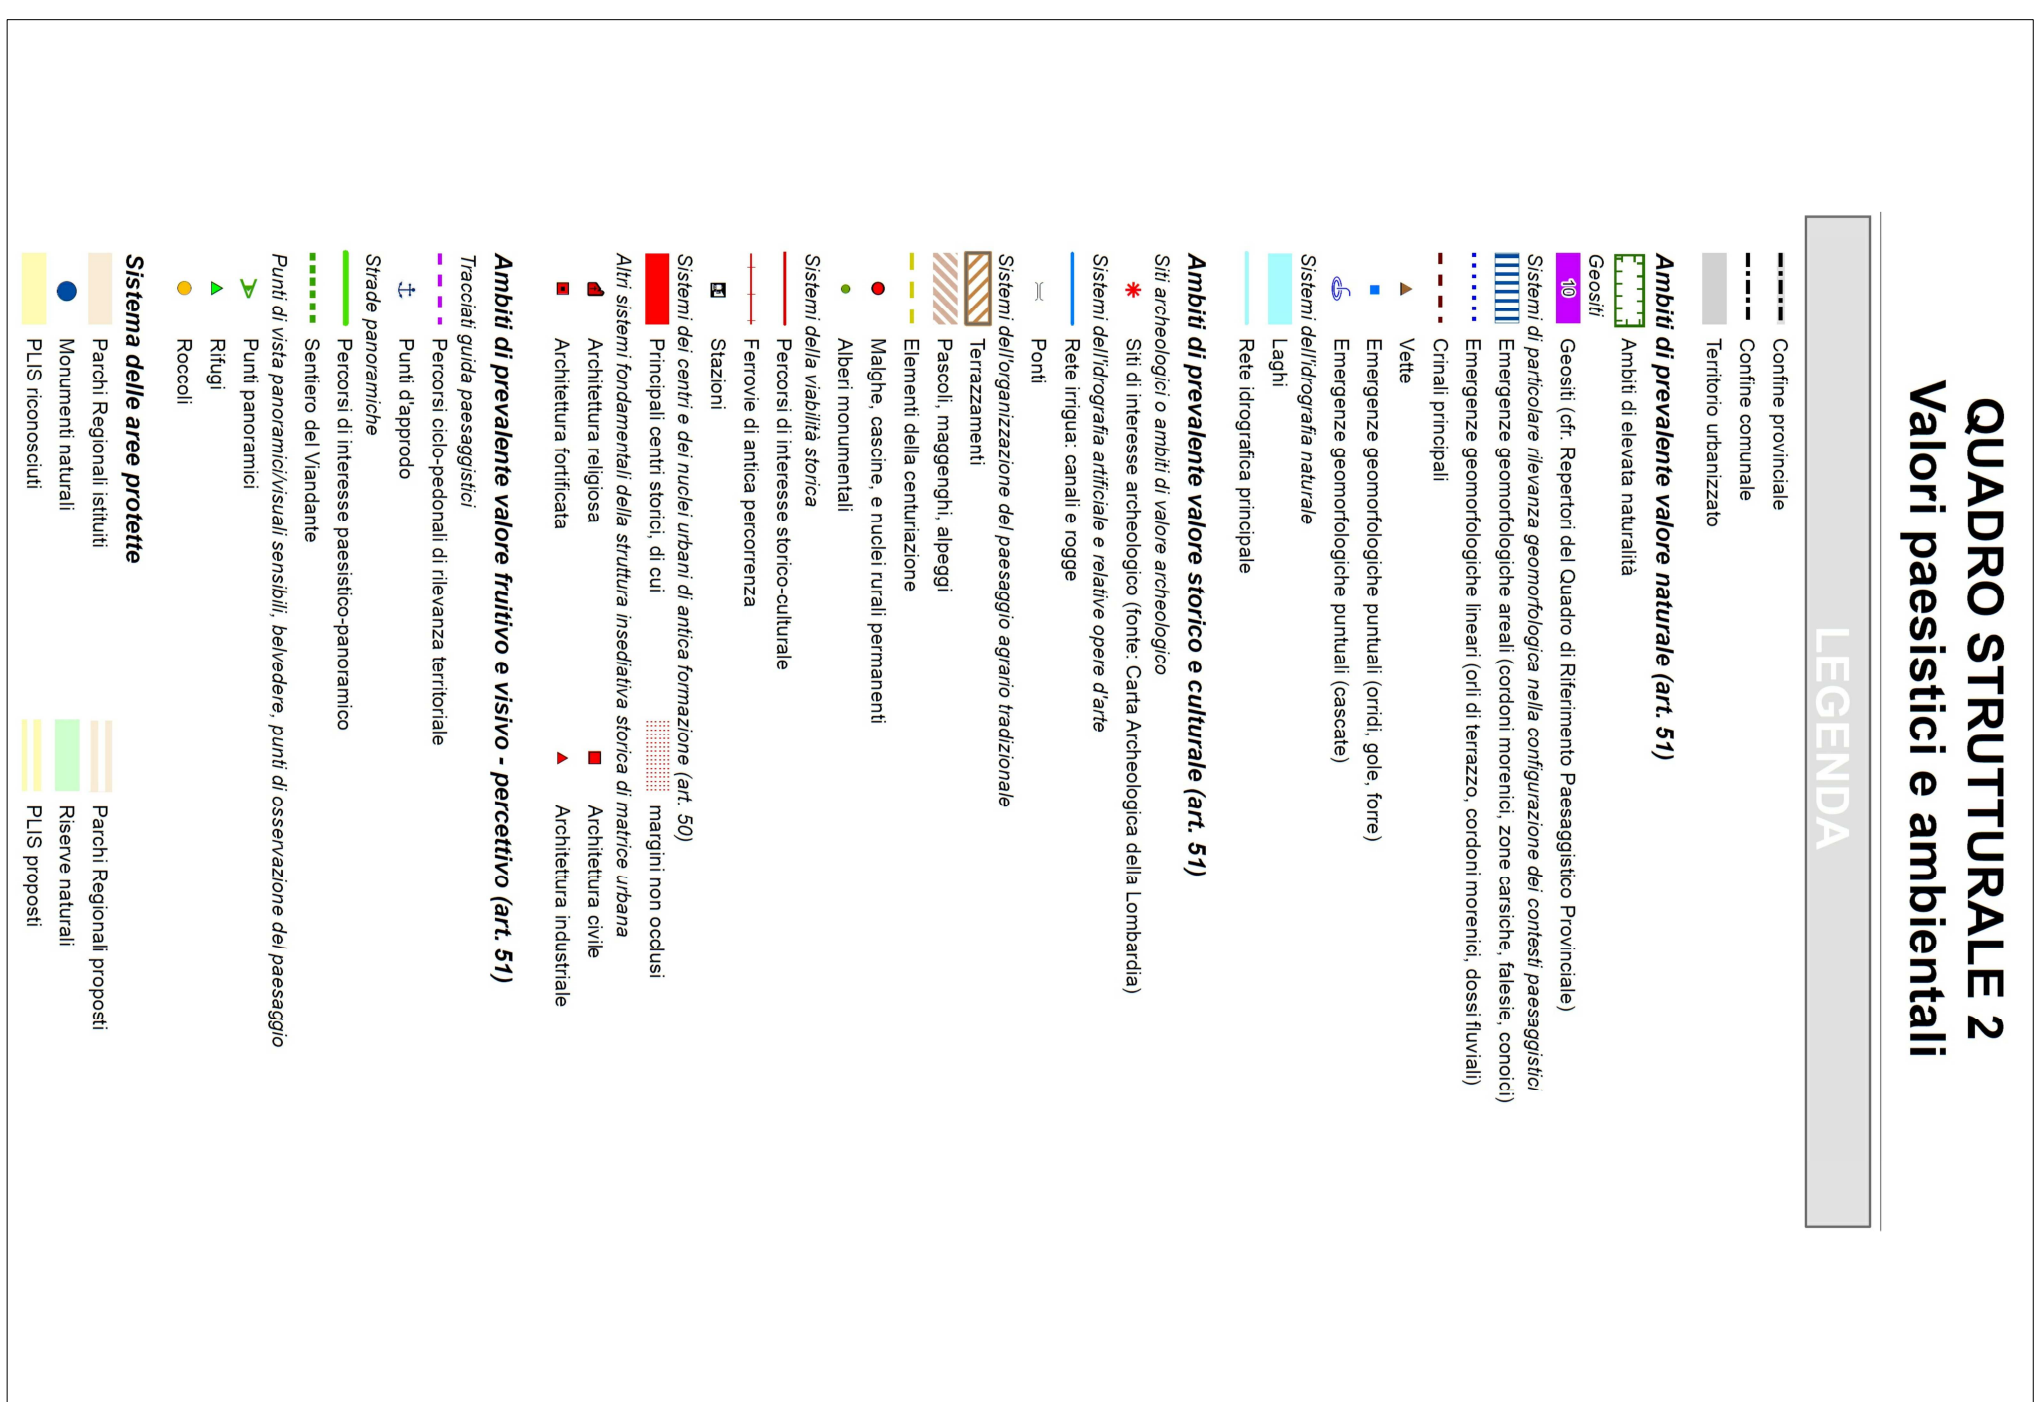 QUADRO STRUTTURALE 2
Valori paesistici e ambientali
LEGENDA
Confine provinciale
Confine comunale
Territorio urbanizzato
Ambiti di prevalente valore naturale (art. 51)
Ambiti di elevata naturalità
Geositi
10 Geositi (cfr. Repertori del Quadro di Riferimento Paesaggistico Provinciale)
Sistemi di particolare rilevanza geomorfologica nella configurazione dei contesti paesaggistici
Emergenze geomorfologiche areali (cordoni morenici, zone carsiche, falesie, conoici)
Emergenze geomorfologiche lineari (orli di terrazzo, cordoni morenici, dossi fluviali)
Crinali principali
Vette
Emergenze geomorfologiche puntuali (orridi, gole, forre)
Emergenze geomorfologiche puntuali (cascate)
Sistemi dell'idrografia naturale
Laghi
Rete idrografica principale
Ambiti di prevalente valore storico e culturale (art. 51)
Siti archeologici o ambiti di valore archeologico
Siti di interesse archeologico (fonte: Carta Archeologica della Lombardia)
Sistemi dell'idrografia artificiale e relative opere d'arte
Rete irrigua: canali e rogge
Ponti
Sistemi dell'organizzazione del paesaggio agrario tradizionale
Terrazzamenti
Pascoli, maggenghi, alpeggi
Elementi della centuriazione
Malghe, cascine, e nuclei rurali permanenti
Alberi monumentali
Sistemi della viabilità storica
Percorsi di interesse storico-culturale
Ferrovie di antica percorrenza
Stazioni
Sistemi dei centri e dei nuclei urbani di antica formazione (art. 50)
Principali centri storici, di cui margini non occlusi
Altri sistemi fondamentali della struttura insediativa storica di matrice urbana
Architettura religiosa Architettura civile
Architettura fortificata Architettura industriale
Ambiti di prevalente valore fruitivo e visivo - percettivo (art. 51)
Tracciati guida paesaggistici
Percorsi ciclo-pedonali di rilevanza territoriale
Punti d'approdo
Strade panoramiche
Percorsi di interesse paesistico-panoramico
Sentiero del Viandante
Punti di vista panoramici/visuali sensibili, belvedere, punti di osservazione dei paesaggio
Punti panoramici
Rifugi
Roccoli
Sistema delle aree protette
Parchi Regionali istituiti Parchi Regionali proposti
Monumenti naturali Riserve naturali
PLIS riconosciuti PLIS proposti